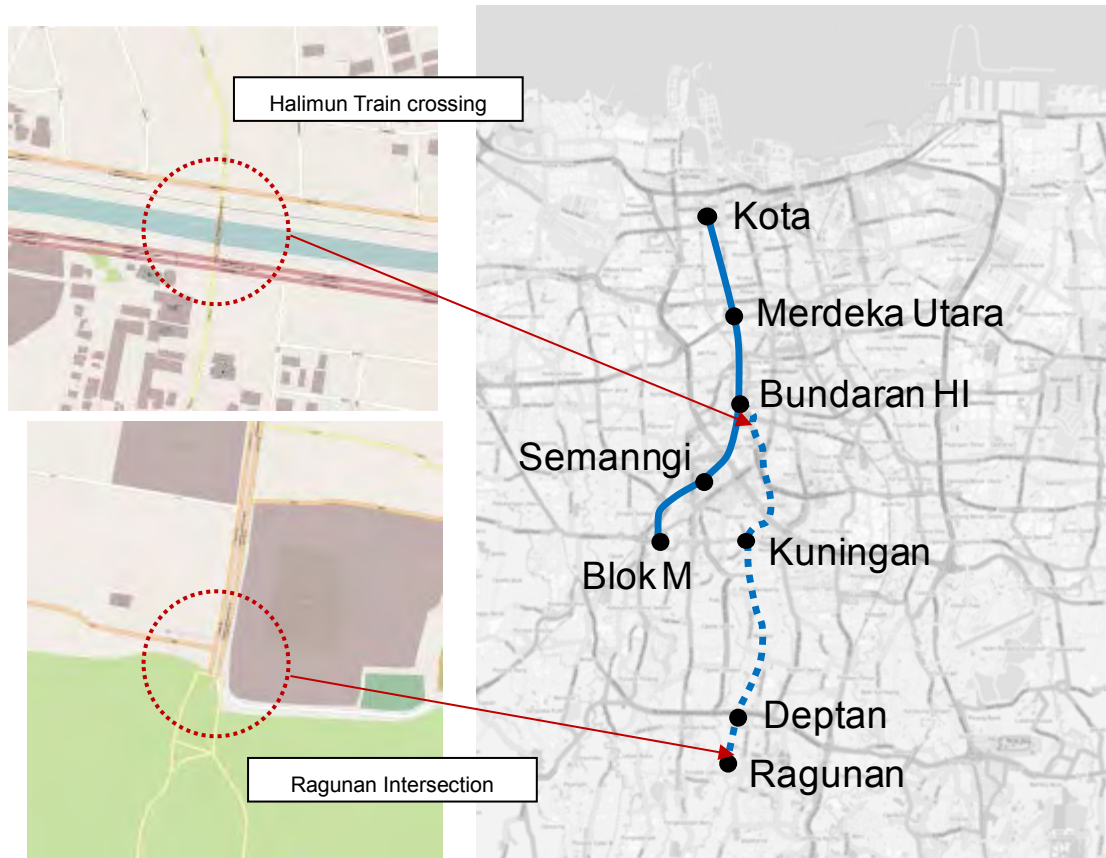 Halimun Train crossing
Kota
Merdeka Utara
Bundaran HI
Semanngi
Kuningan
Blok M
Deptan
Ragunan
Ragunan Intersection